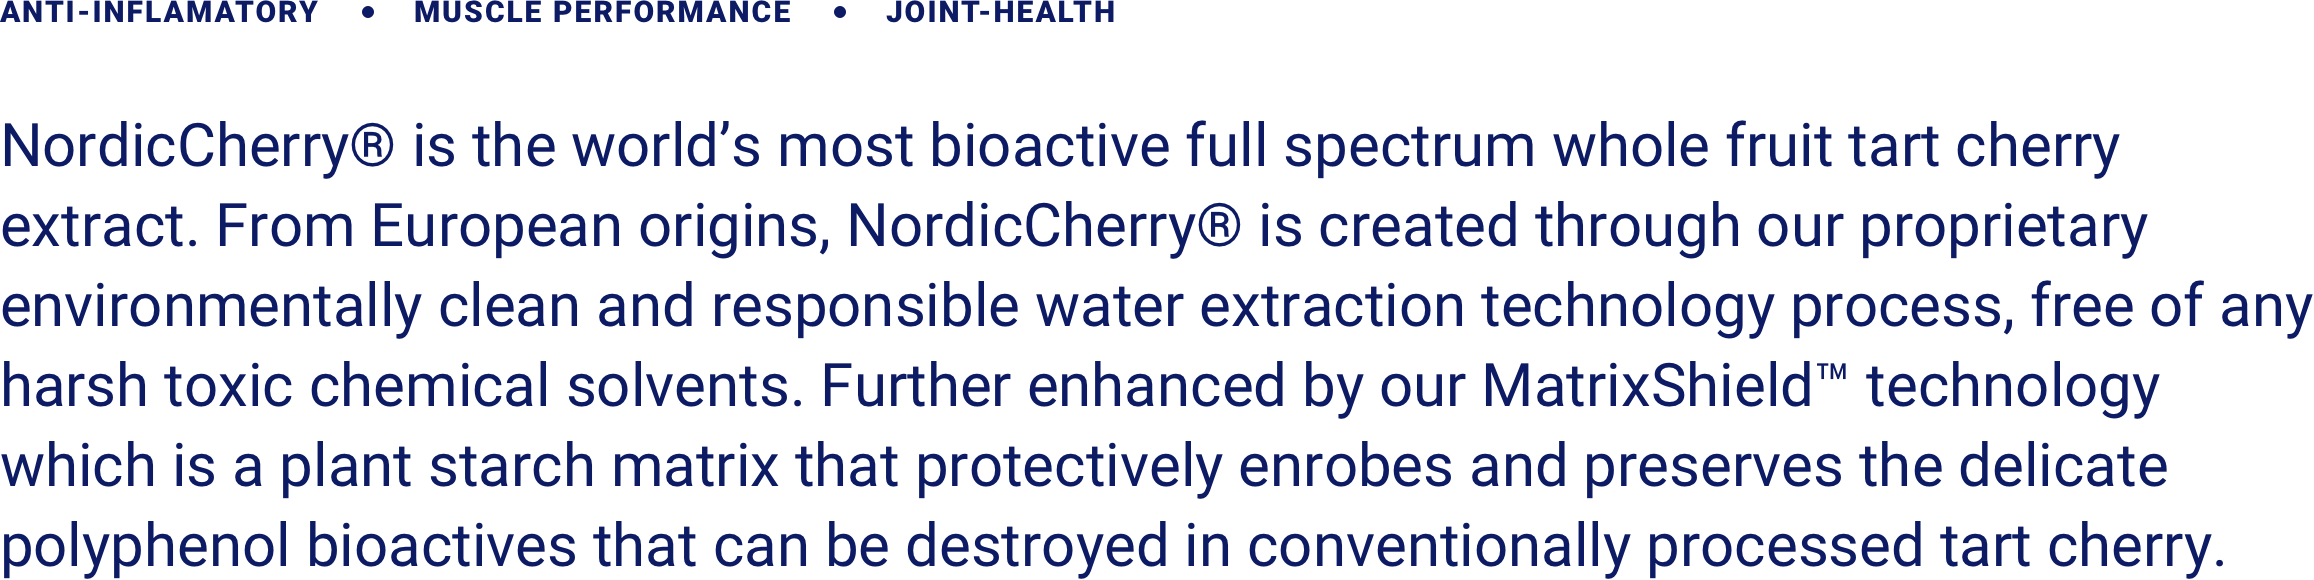 ANTI-INFLAMATORY • MUSCLE PERFORMANCE • JOINT-HEALTH
NordicCherry® is the world’s most bioactive full spectrum whole fruit tart cherry
extract. From European origins, NordicCherry® is created through our proprietary
environmentally clean and responsible water extraction technology process, free of any
harsh toxic chemical solvents. Further enhanced by our MatrixShield™ technology
which is a plant starch matrix that protectively enrobes and preserves the delicate
polyphenol bioactives that can be destroyed in conventionally processed tart cherry.